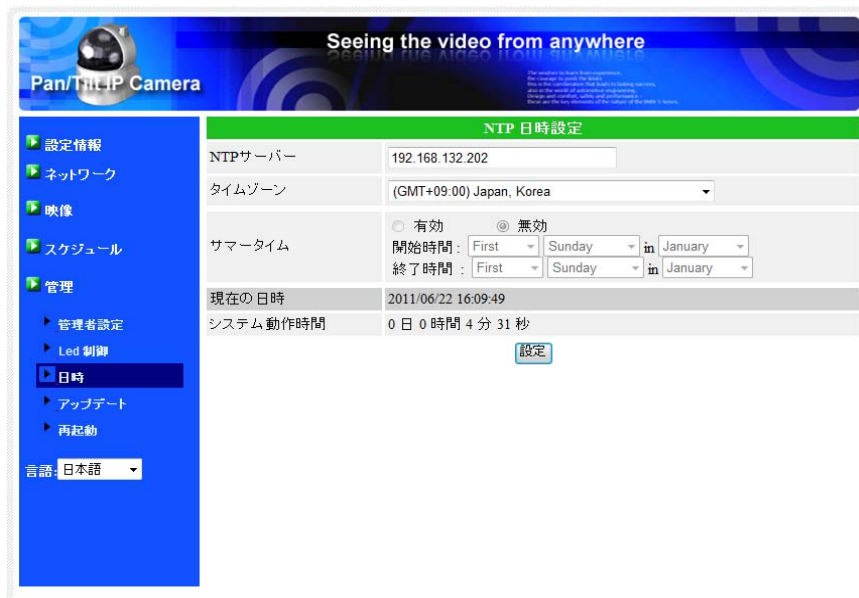 Seeing the video from anywhere
Pan/Tilt IP Camera
設定情報
ネットワーク
映像
スケジュール
管理
管理者設定
Led 制御
日時
アップデート
再起動
言語: 日本語
NTP 日時設定
NTPサーバー 192.168.132.202
タイムゾーン (GMT+09:00) Japan, Korea
サマータイム
有効 無効
開始時間 : First Sunday in January
終了時間 : First Sunday in January
現在の日時 2011/06/22 16:09:49
システム動作時間 0 日 0 時間 4 分 31 秒
設定